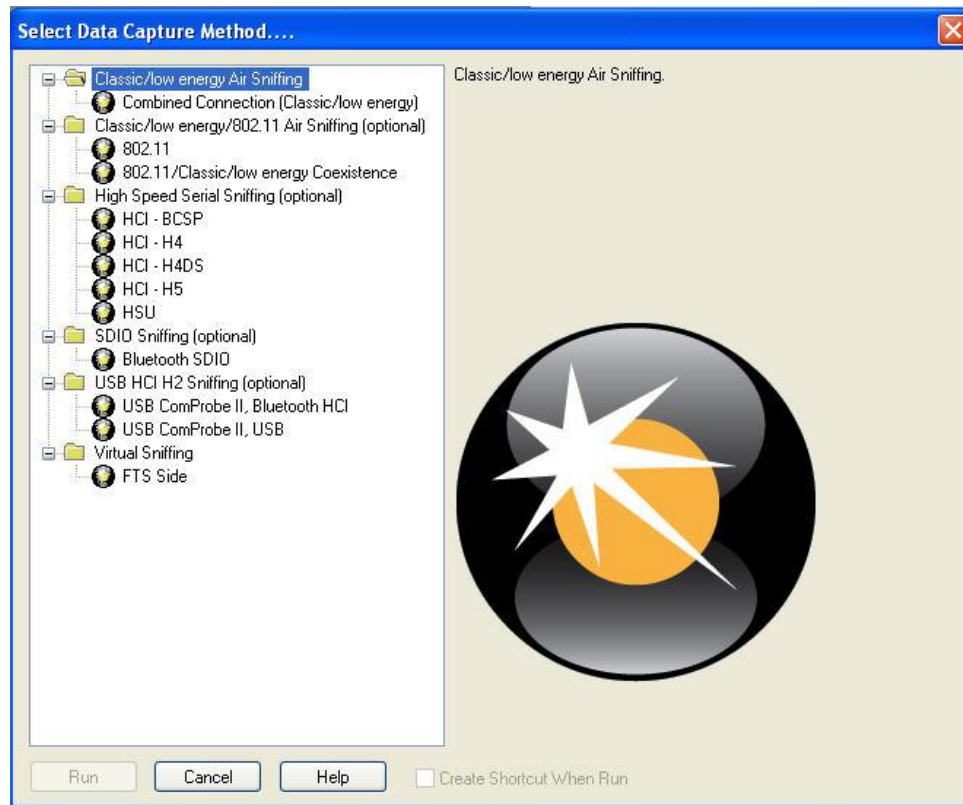 Select Data Capture Method....
Classic/low energy Air Sniffing
Combined Connection (Classic/low energy)
Classic/low energy/802.11 Air Sniffing (optional)
802.11
802.11/Classic/low energy Coexistence
High Speed Serial Sniffing (optional)
HCI - BCSP
HCI - H4
HCI - H4DS
HCI - H5
HSU
SDIO Sniffing (optional)
Bluetooth SDIO
USB HCI H2 Sniffing (optional)
USB ComProbe II, Bluetooth HCI
USB ComProbe II, USB
Virtual Sniffing
FTS Side
Classic/low energy Air Sniffing.
Run
Cancel
Help
Create Shortcut When Run